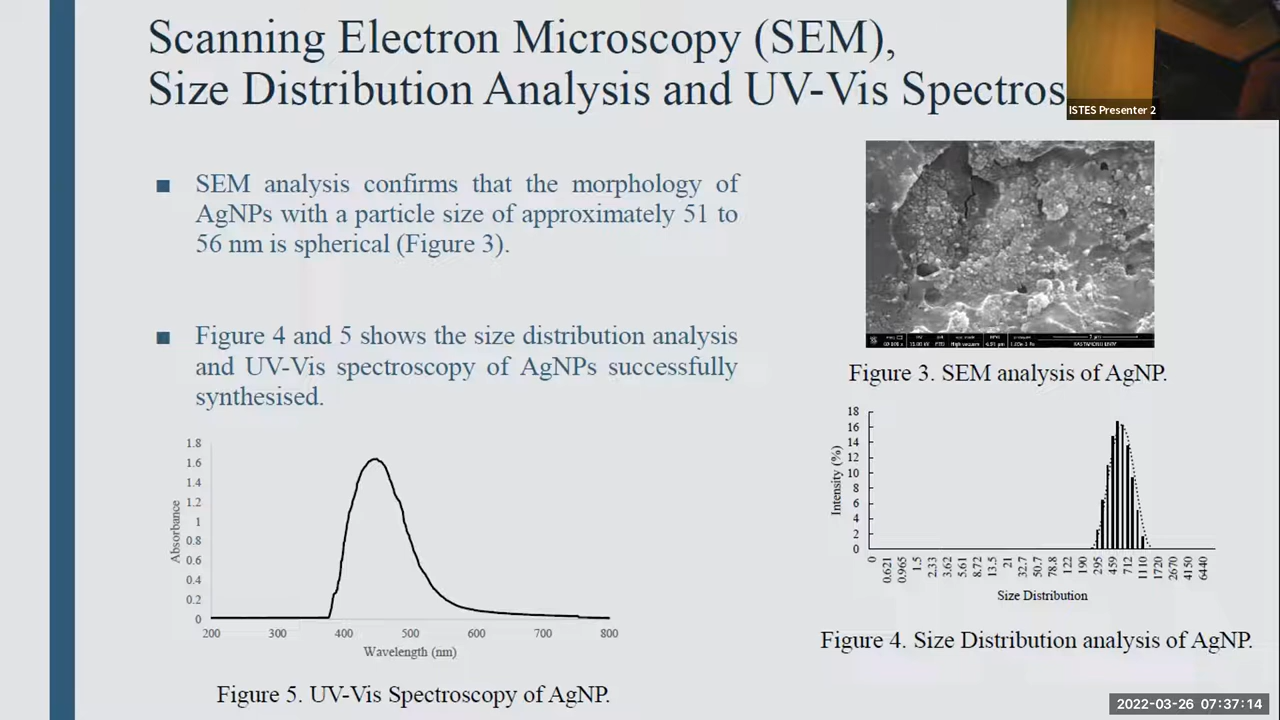 Scanning Electron Microscopy (SEM),
Size Distribution Analysis and UV-Vis Spectros
ISTES Presenter 2
■ SEM analysis confirms that the morphology of
AgNPs with a particle size of approximately 51 to
56 nm is spherical (Figure 3).
■ Figure 4 and 5 shows the size distribution analysis
and UV-Vis spectroscopy of AgNPs successfully
synthesised.
KASTAMONU UNIV
Figure 3. SEM analysis of AgNP.
18
16
14
12
10
8
6
4
2
0
Intensity (%)
0 0.621 0.965 1.5 2.33 3.62 5.61 8.72 13.5 21 32.7 50.7 78.8 122 190 295 459 712 1110 1720 2670 4150 6440
Size Distribution
Figure 4. Size Distribution analysis of AgNP.
1.8
1.6
1.4
1.2
1
0.8
0.6
0.4
0.2
0
Absorbance
200 300 400 500 600 700 800
Wavelength (nm)
Figure 5. UV-Vis Spectroscopy of AgNP.
2022-03-26 07:37:14